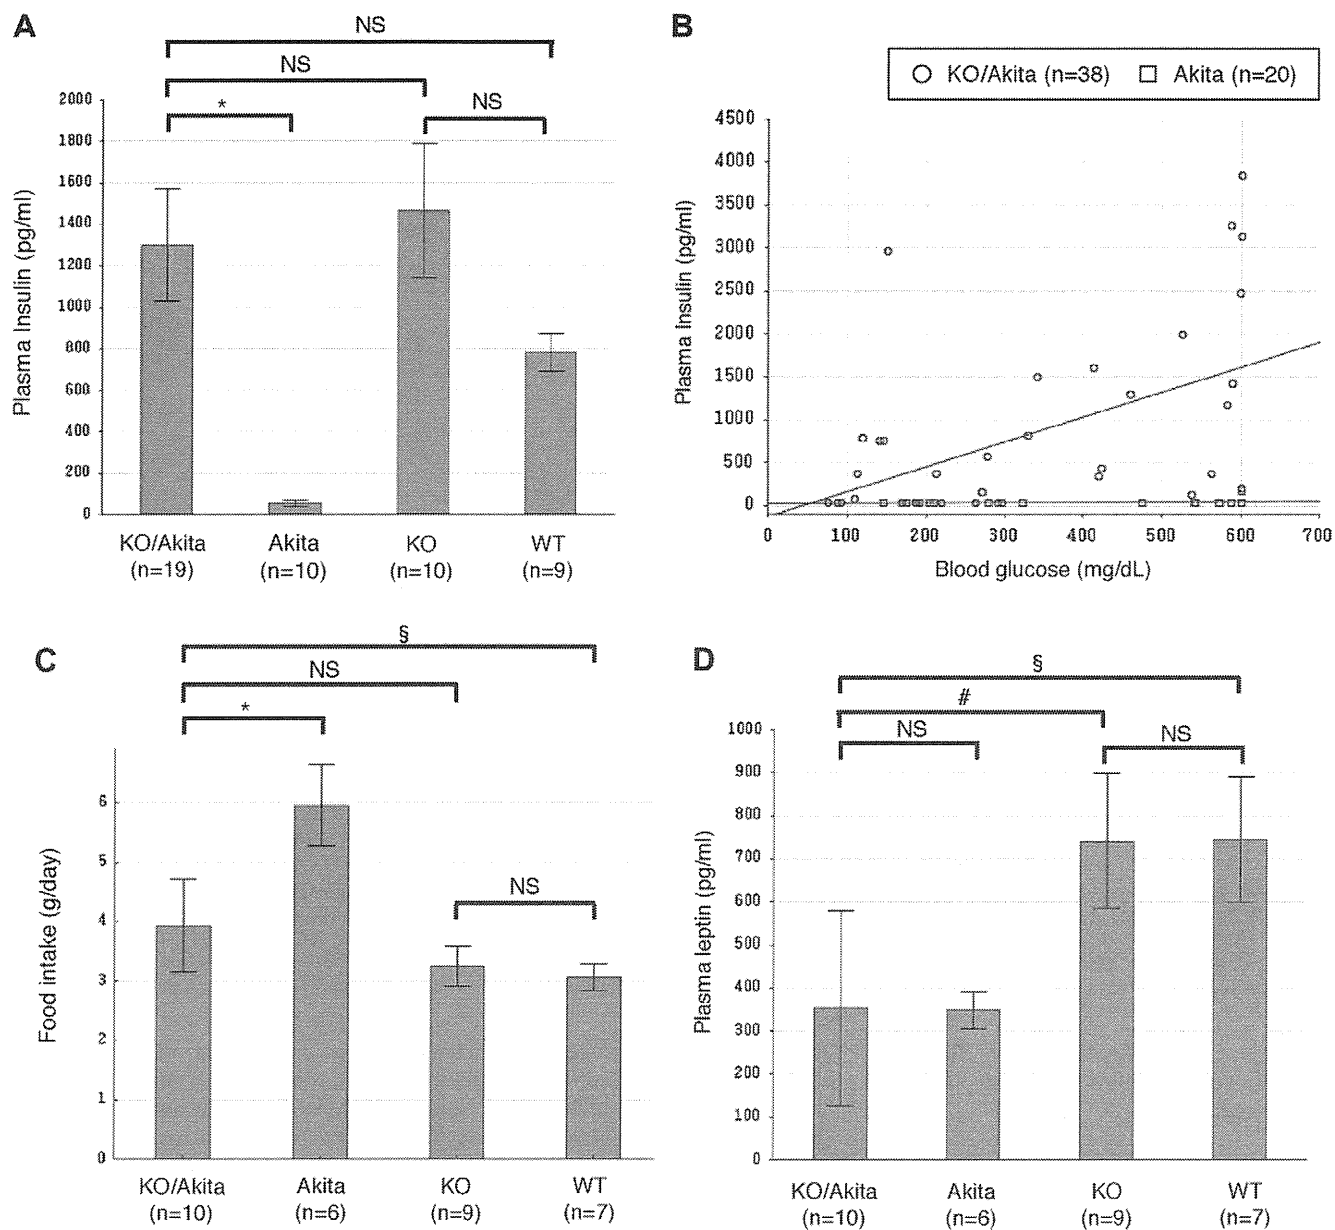 A
NS
NS
*
NS
2000
1800
1600
1400
1200
1000
800
600
400
200
0
Plasma Insulin (pg/ml)
KO/Akita Akita KO WT
(n=19) (n=10) (n=10) (n=9)
B
KO/Akita (n=38) Akita (n=20)
4500
4000
3500
3000
2500
2000
1500
1000
500
0
Plasma Insulin (pg/ml)
0 100 200 300 400 500 600 700
Blood glucose (mg/dL)
C
§
NS
*
NS
6
5
4
3
2
1
0
Food intake (g/day)
KO/Akita Akita KO WT
(n=10) (n=6) (n=9) (n=7)
D
§
#
NS
NS
1000
900
800
700
600
500
400
300
200
100
0
Plasma leptin (pg/ml)
KO/Akita Akita KO WT
(n=10) (n=6) (n=9) (n=7)